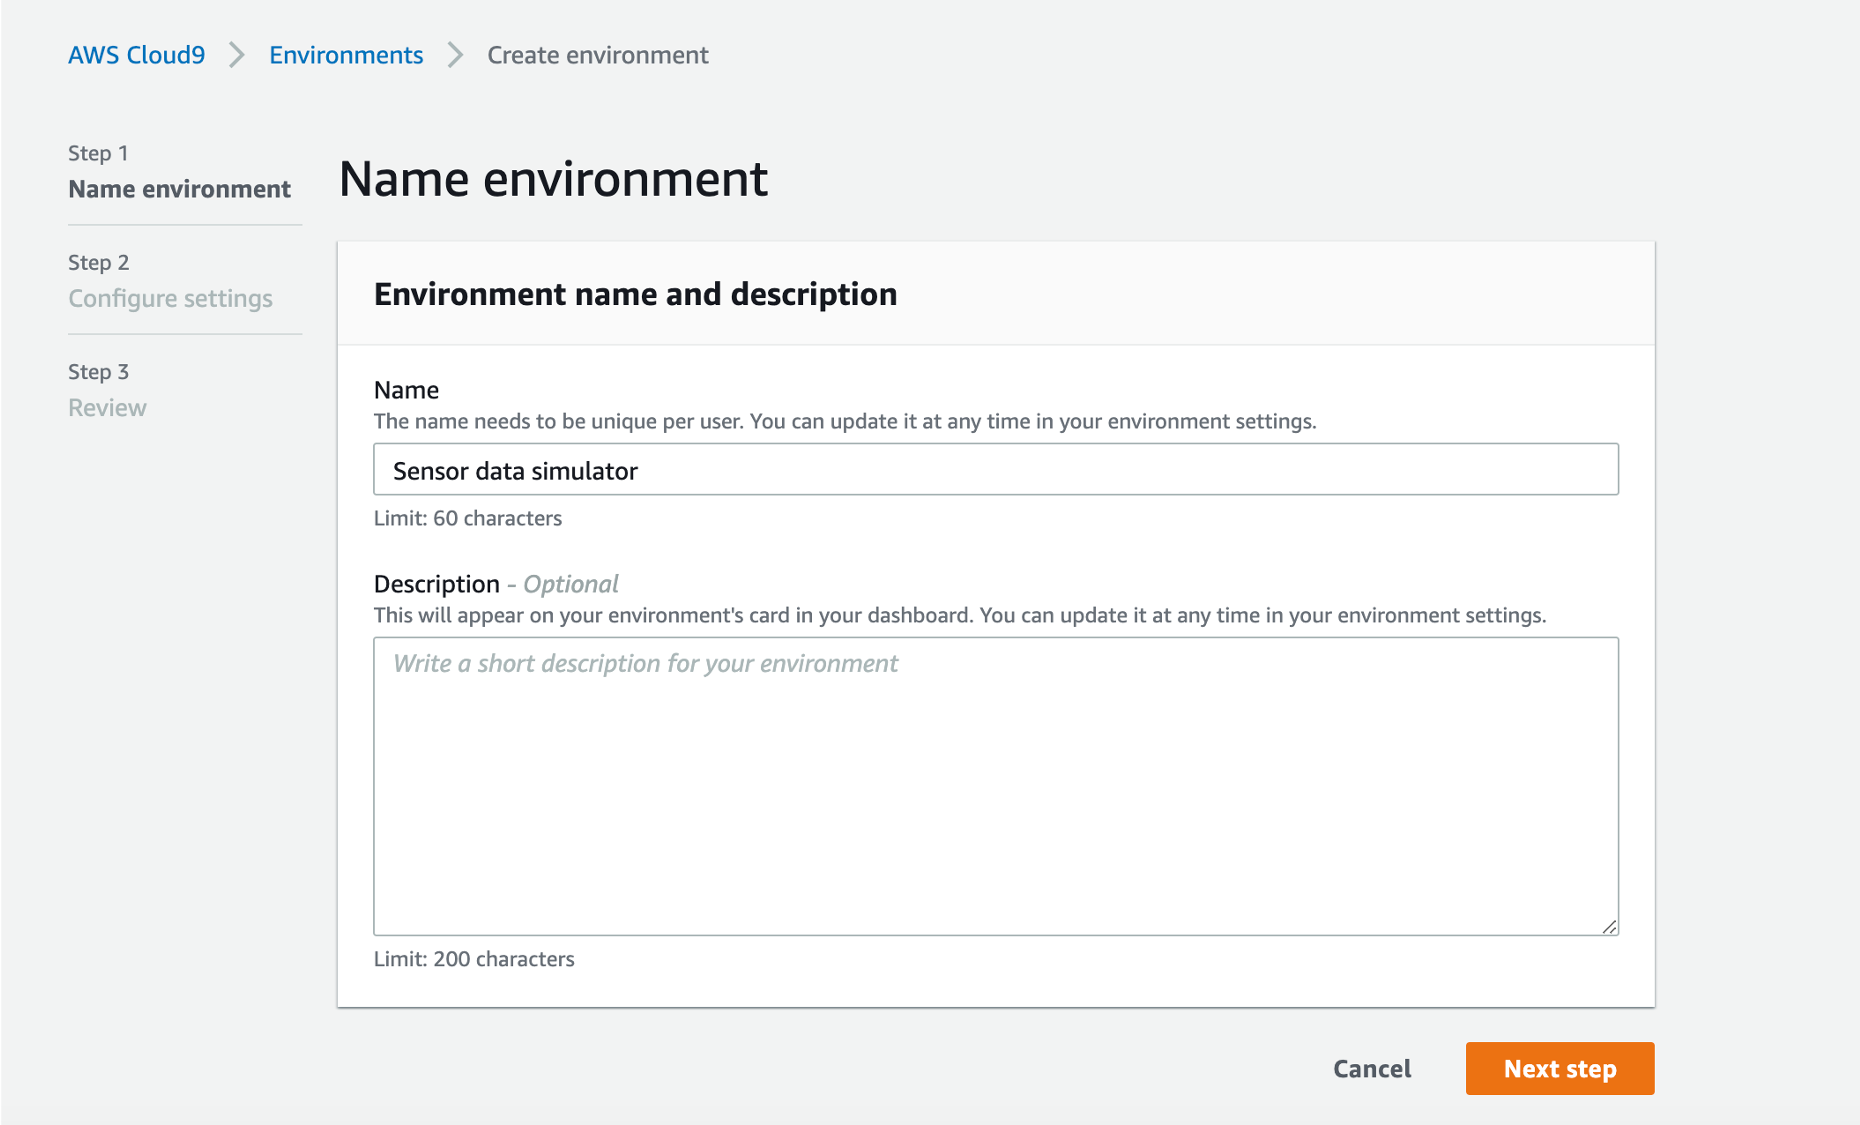 AWS Cloud9 > Environments > Create environment
Step 1
Name environment
Step 2
Configure settings
Step 3
Review
Name environment
Environment name and description
Name
The name needs to be unique per user. You can update it at any time in your environment settings.
Sensor data simulator
Limit: 60 characters
Description - Optional
This will appear on your environment's card in your dashboard. You can update it at any time in your environment settings.
Write a short description for your environment
Limit: 200 characters
Cancel
Next step